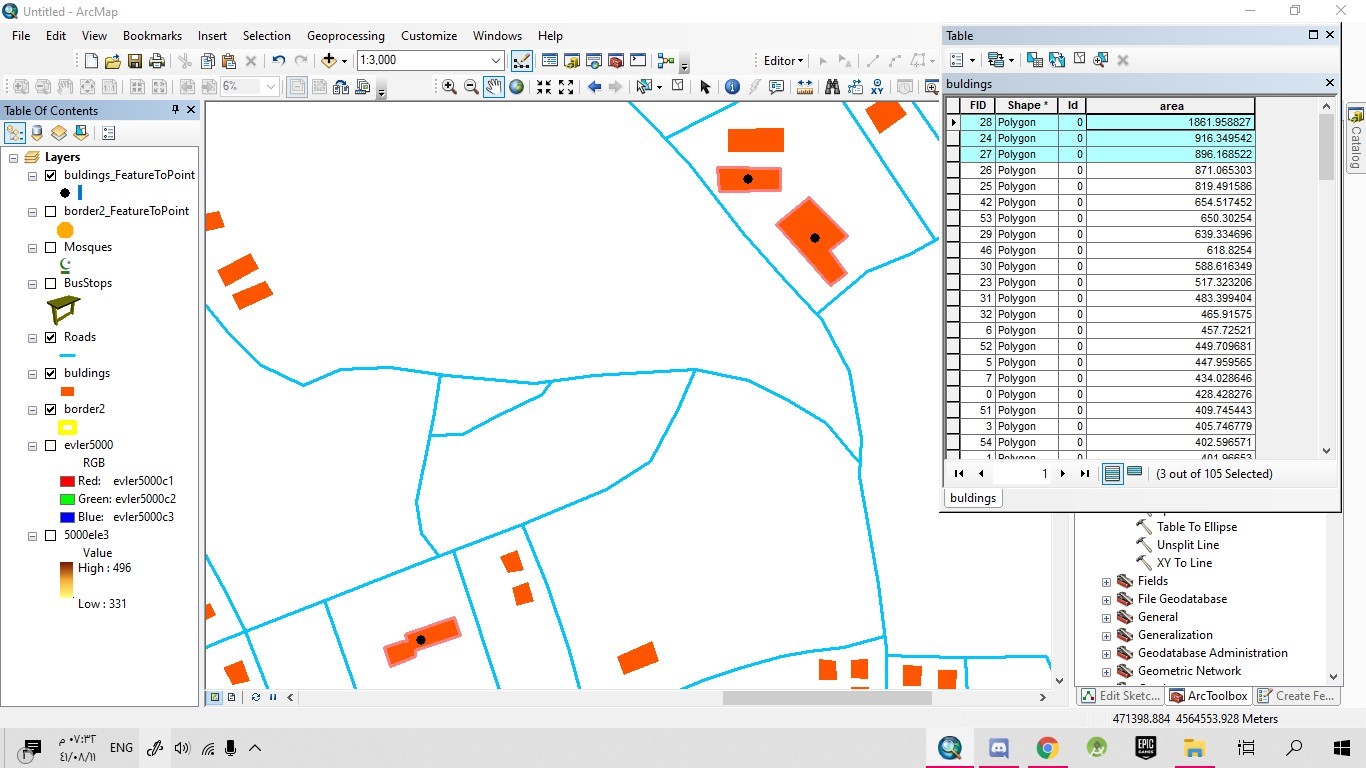 Untitled - ArcMap
File Edit View Bookmarks Insert Selection Geoprocessing Customize Windows Help
1:3,000
Editor
6%
Table Of Contents
Layers
buldings_FeatureToPoint
border2_FeatureToPoint
Mosques
BusStops
Roads
buldings
border2
evler5000
RGB
Red: evler5000c1
Green: evler5000c2
Blue: evler5000c3
5000ele3
Value
High : 496
Low : 331
Table
buldings
FID Shape * Id area
28 Polygon 0 1861.958827
24 Polygon 0 916.349542
27 Polygon 0 896.168522
26 Polygon 0 871.065303
25 Polygon 0 819.491586
42 Polygon 0 654.517452
53 Polygon 0 650.30254
29 Polygon 0 639.334696
46 Polygon 0 618.8254
30 Polygon 0 588.616349
23 Polygon 0 517.323206
31 Polygon 0 483.399404
32 Polygon 0 465.91575
6 Polygon 0 457.72521
52 Polygon 0 449.709681
5 Polygon 0 447.959565
7 Polygon 0 434.028646
0 Polygon 0 428.428276
51 Polygon 0 409.745443
3 Polygon 0 405.746779
54 Polygon 0 402.596571
1 Polygon 0 401.96653
1 (3 out of 105 Selected)
buldings
Catalog
Table To Ellipse
Unsplit Line
XY To Line
Fields
File Geodatabase
General
Generalization
Geodatabase Administration
Geometric Network
Edit Sketc... ArcToolbox Create Fe...
471398.884 4564553.928 Meters
٠٧:٣٢ م
٤١/٠٨/١١
ENG
EPIC GAMES